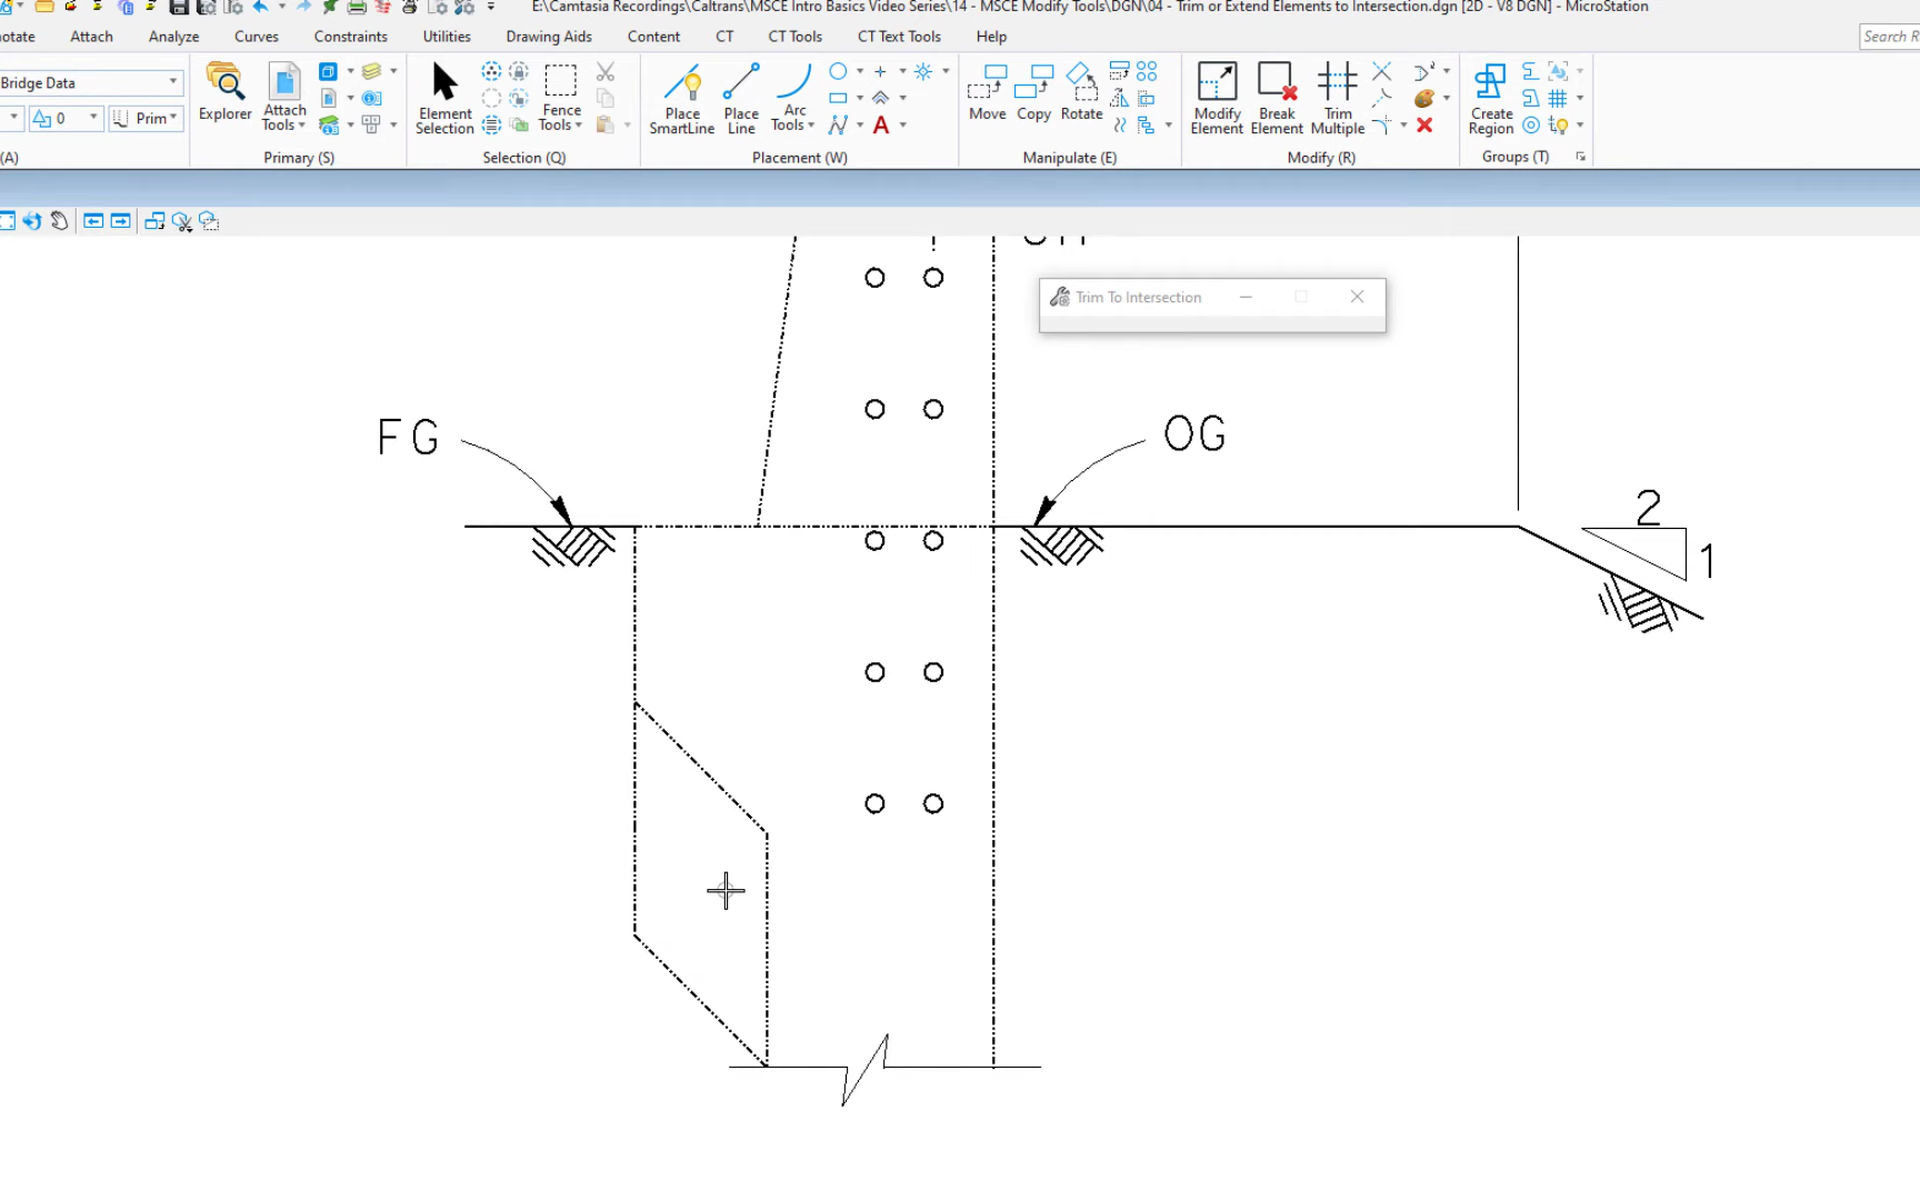 E:\Camtasia Recordings\Caltrans\MSCE Intro Basics Video Series\14 - MSCE Modify Tools\DGN\04 - Trim or Extend Elements to Intersection.dgn [2D - V8 DGN] - MicroStation
notate Attach Analyze Curves Constraints Utilities Drawing Aids Content CT CT Tools CT Text Tools Help Search R
Bridge Data
0 Prim
Explorer Attach Tools Element Selection Fence Tools Place SmartLine Place Line Arc Tools Move Copy Rotate Modify Element Break Element Trim Multiple Create Region
(A) Primary (S) Selection (Q) Placement (W) Manipulate (E) Modify (R) Groups (T)
Trim To Intersection
FG
OG
2
1